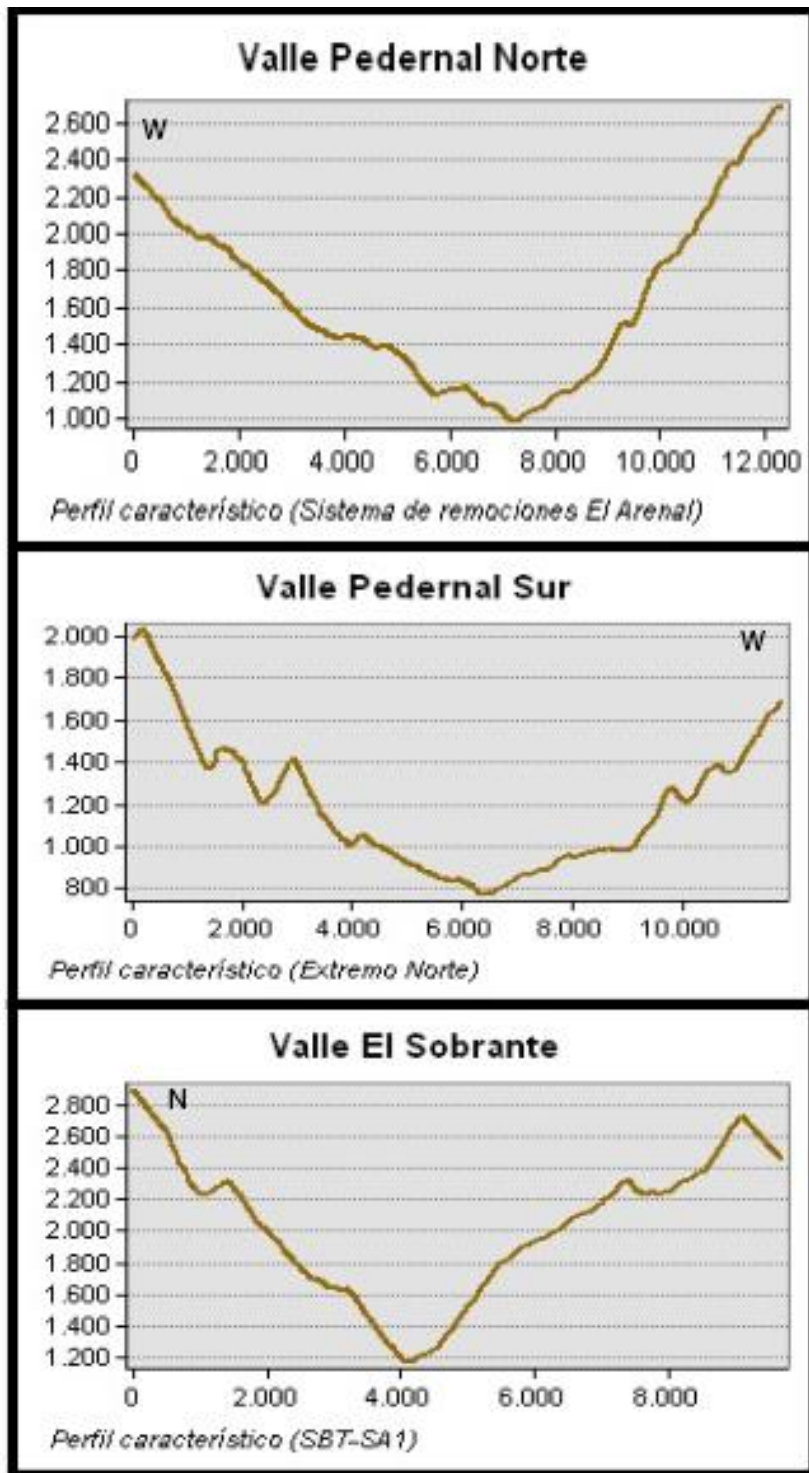 Valle Pedernal Norte
W
2.600
2.400
2.200
2.000
1.800
1.600
1.400
1.200
1.000
0 2.000 4.000 6.000 8.000 10.000 12.000
Perfil característico (Sistema de remociones El Arenal)
Valle Pedernal Sur
W
2.000
1.800
1.600
1.400
1.200
1.000
800
0 2.000 4.000 6.000 8.000 10.000
Perfil característico (Extremo Norte)
Valle El Sobrante
N
2.800
2.600
2.400
2.200
2.000
1.800
1.600
1.400
1.200
0 2.000 4.000 6.000 8.000
Perfil característico (SBT-SA1)